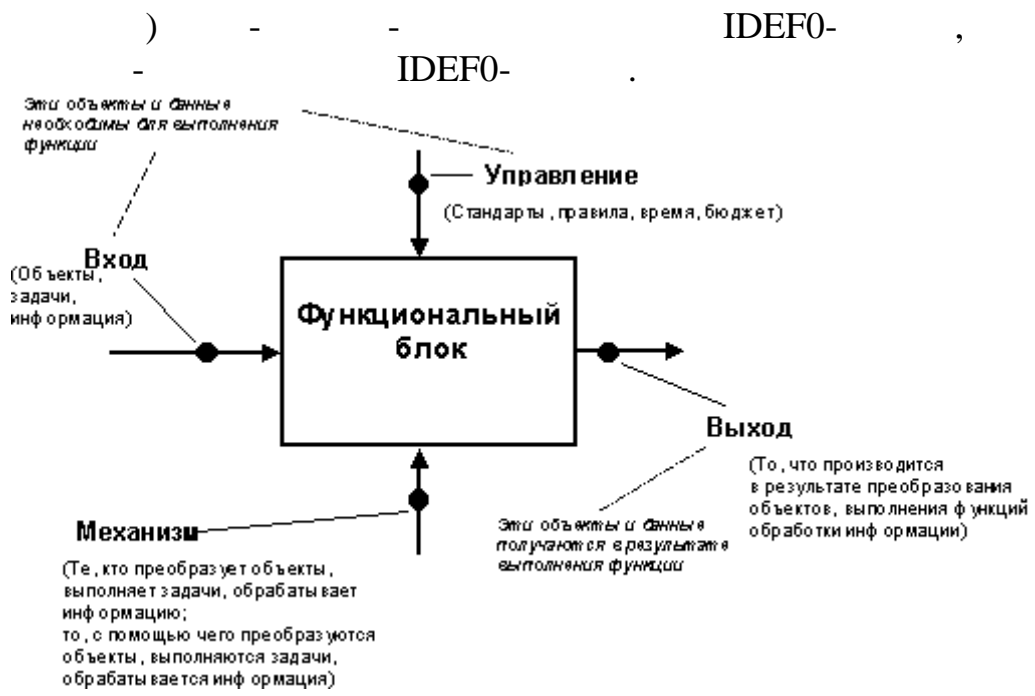 ) - - IDEF0- ,
- IDEF0- .
Эти объекты и данные
необходимы для выполнения
функции
Управление
(Стандарты, правила, время, бюджет)
Вход
(Объекты,
задачи,
информация)
Функциональный
блок
Выход
(То, что производится
в результате преобразования
объектов, выполнения функций
обработки информации)
Механизм
(Те, кто преобразует объекты,
выполняет задачи, обрабатывает
информацию;
то, с помощью чего преобразуются
объекты, выполняются задачи,
обрабатывается информация)
Эти объекты и данные
получаются в результате
выполнения функции